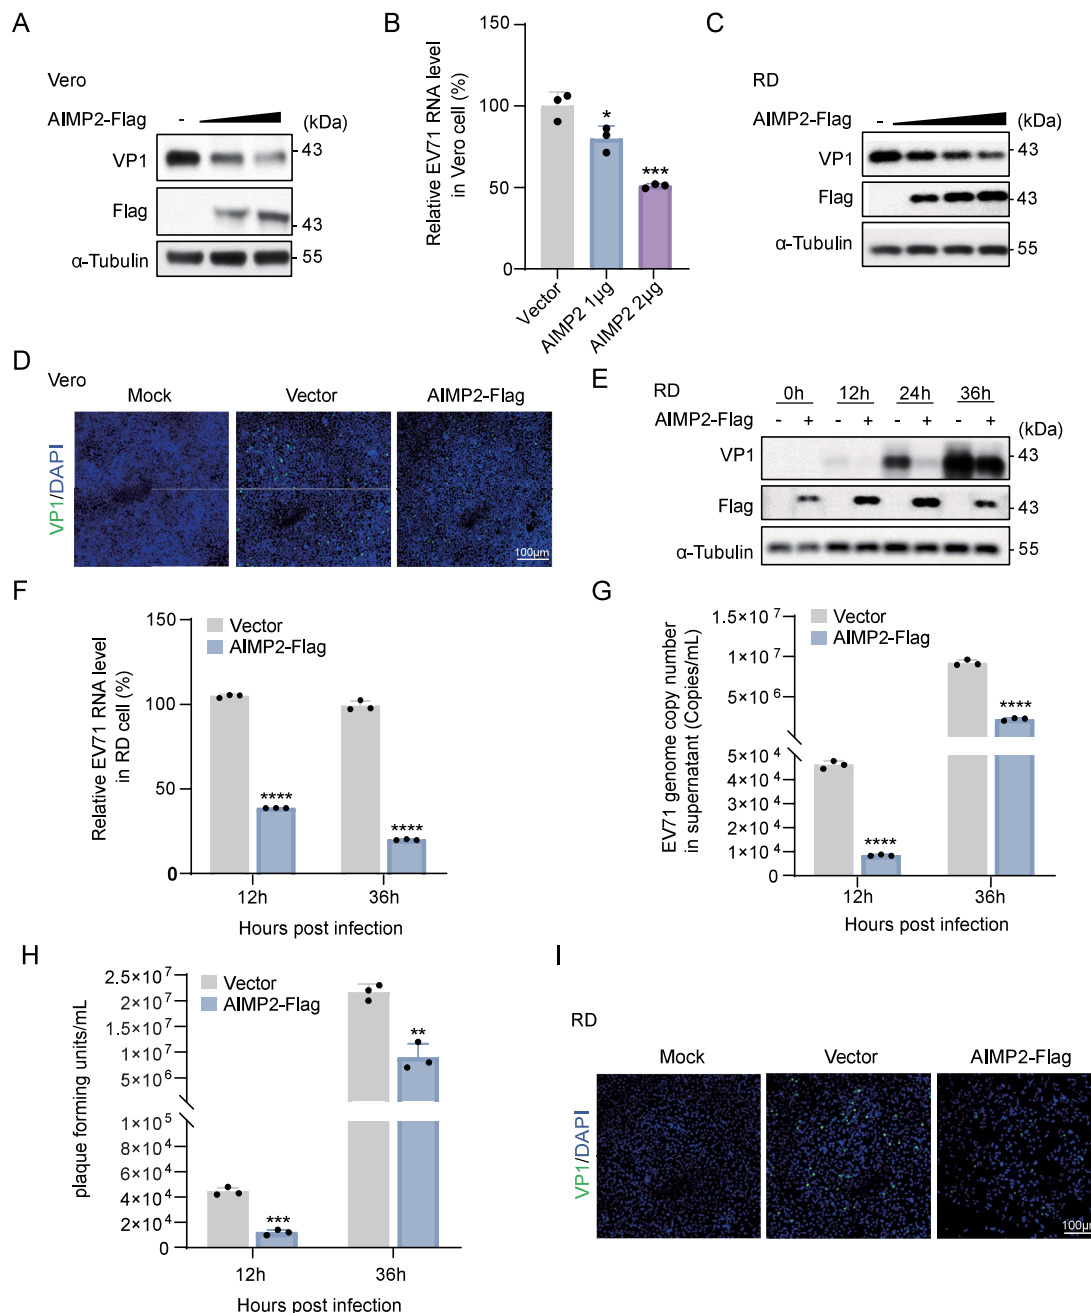 A
Vero
AIMP2-Flag
-
(kDa)
VP1
43
Flag
43
α-Tubulin
55
B
Relative EV71 RNA level
in Vero cell (%)
150
100
50
0
*
***
Vector
AIMP2 1μg
AIMP2 2μg
C
RD
AIMP2-Flag
-
(kDa)
VP1
43
Flag
43
α-Tubulin
55
D
Vero
Mock
Vector
AIMP2-Flag
VP1/DAPI
100μm
E
RD
0h
12h
24h
36h
AIMP2-Flag
- + - + - + - +
(kDa)
VP1
43
Flag
43
α-Tubulin
55
F
Relative EV71 RNA level
in RD cell (%)
150
100
50
0
Vector
AIMP2-Flag
****
****
12h
36h
Hours post infection
G
EV71 genome copy number
in supernatant (Copies/mL)
1.5×10 7
1×10 7
5×10 6
5×10 4
4×10 4
3×10 4
2×10 4
1×10 4
0
Vector
AIMP2-Flag
****
****
12h
36h
Hours post infection
H
plaque forming units/mL
2.5×10 7
2×10 7
1.5×10 7
1×10 7
5×10 6
1×10 5
8×10 4
6×10 4
4×10 4
2×10 4
0
Vector
AIMP2-Flag
***
**
12h
36h
Hours post infection
I
RD
Mock
Vector
AIMP2-Flag
VP1/DAPI
100μm